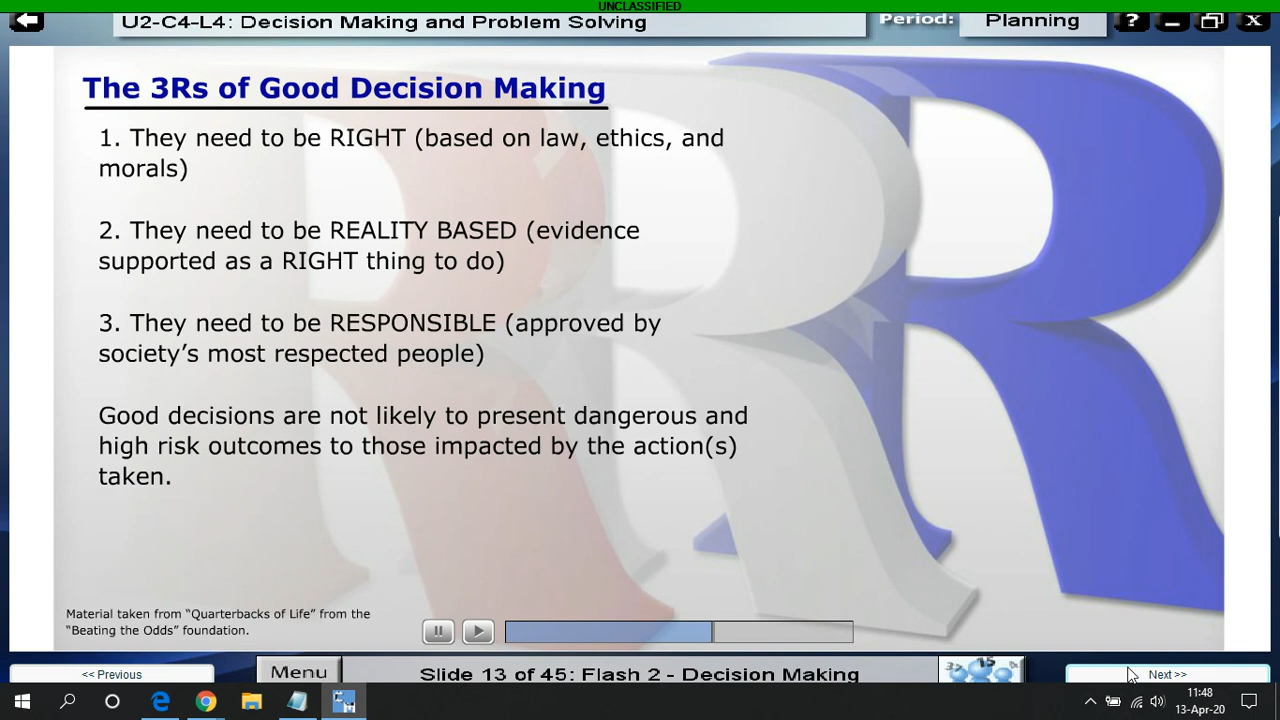 UNCLASSIFIED
U2-C4-L4: Decision Making and Problem Solving
Period:
Planning
?
X
The 3Rs of Good Decision Making
1. They need to be RIGHT (based on law, ethics, and
morals)
2. They need to be REALITY BASED (evidence
supported as a RIGHT thing to do)
3. They need to be RESPONSIBLE (approved by
society's most respected people)
Good decisions are not likely to present dangerous and
high risk outcomes to those impacted by the action(s)
taken.
Material taken from "Quarterbacks of Life" from the
"Beating the Odds" foundation.
<< Previous
Menu
Slide 13 of 45: Flash 2 - Decision Making
15
Next >>
11:48
13-Apr-20